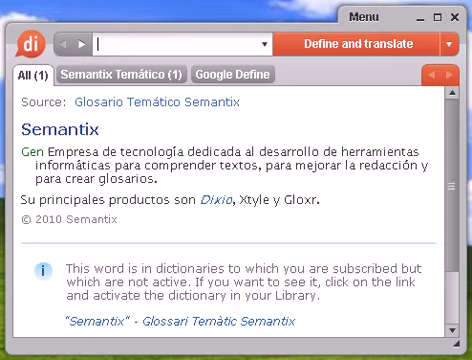 Menu
di
Define and translate
All (1)
Semantix Temático (1)
Google Define
Source: Glosario Temático Semantix
Semantix
Gen Empresa de tecnología dedicada al desarrollo de herramientas
informáticas para comprender textos, para mejorar la redacción y
para crear glosarios.
Su principales productos son Dixio, Xtyle y Gloxr.
© 2010 Semantix
i
This word is in dictionaries to which you are subscribed but
which are not active. If you want to see it, click on the link
and activate the dictionary in your Library.
"Semantix" - Glossari Temàtic Semantix